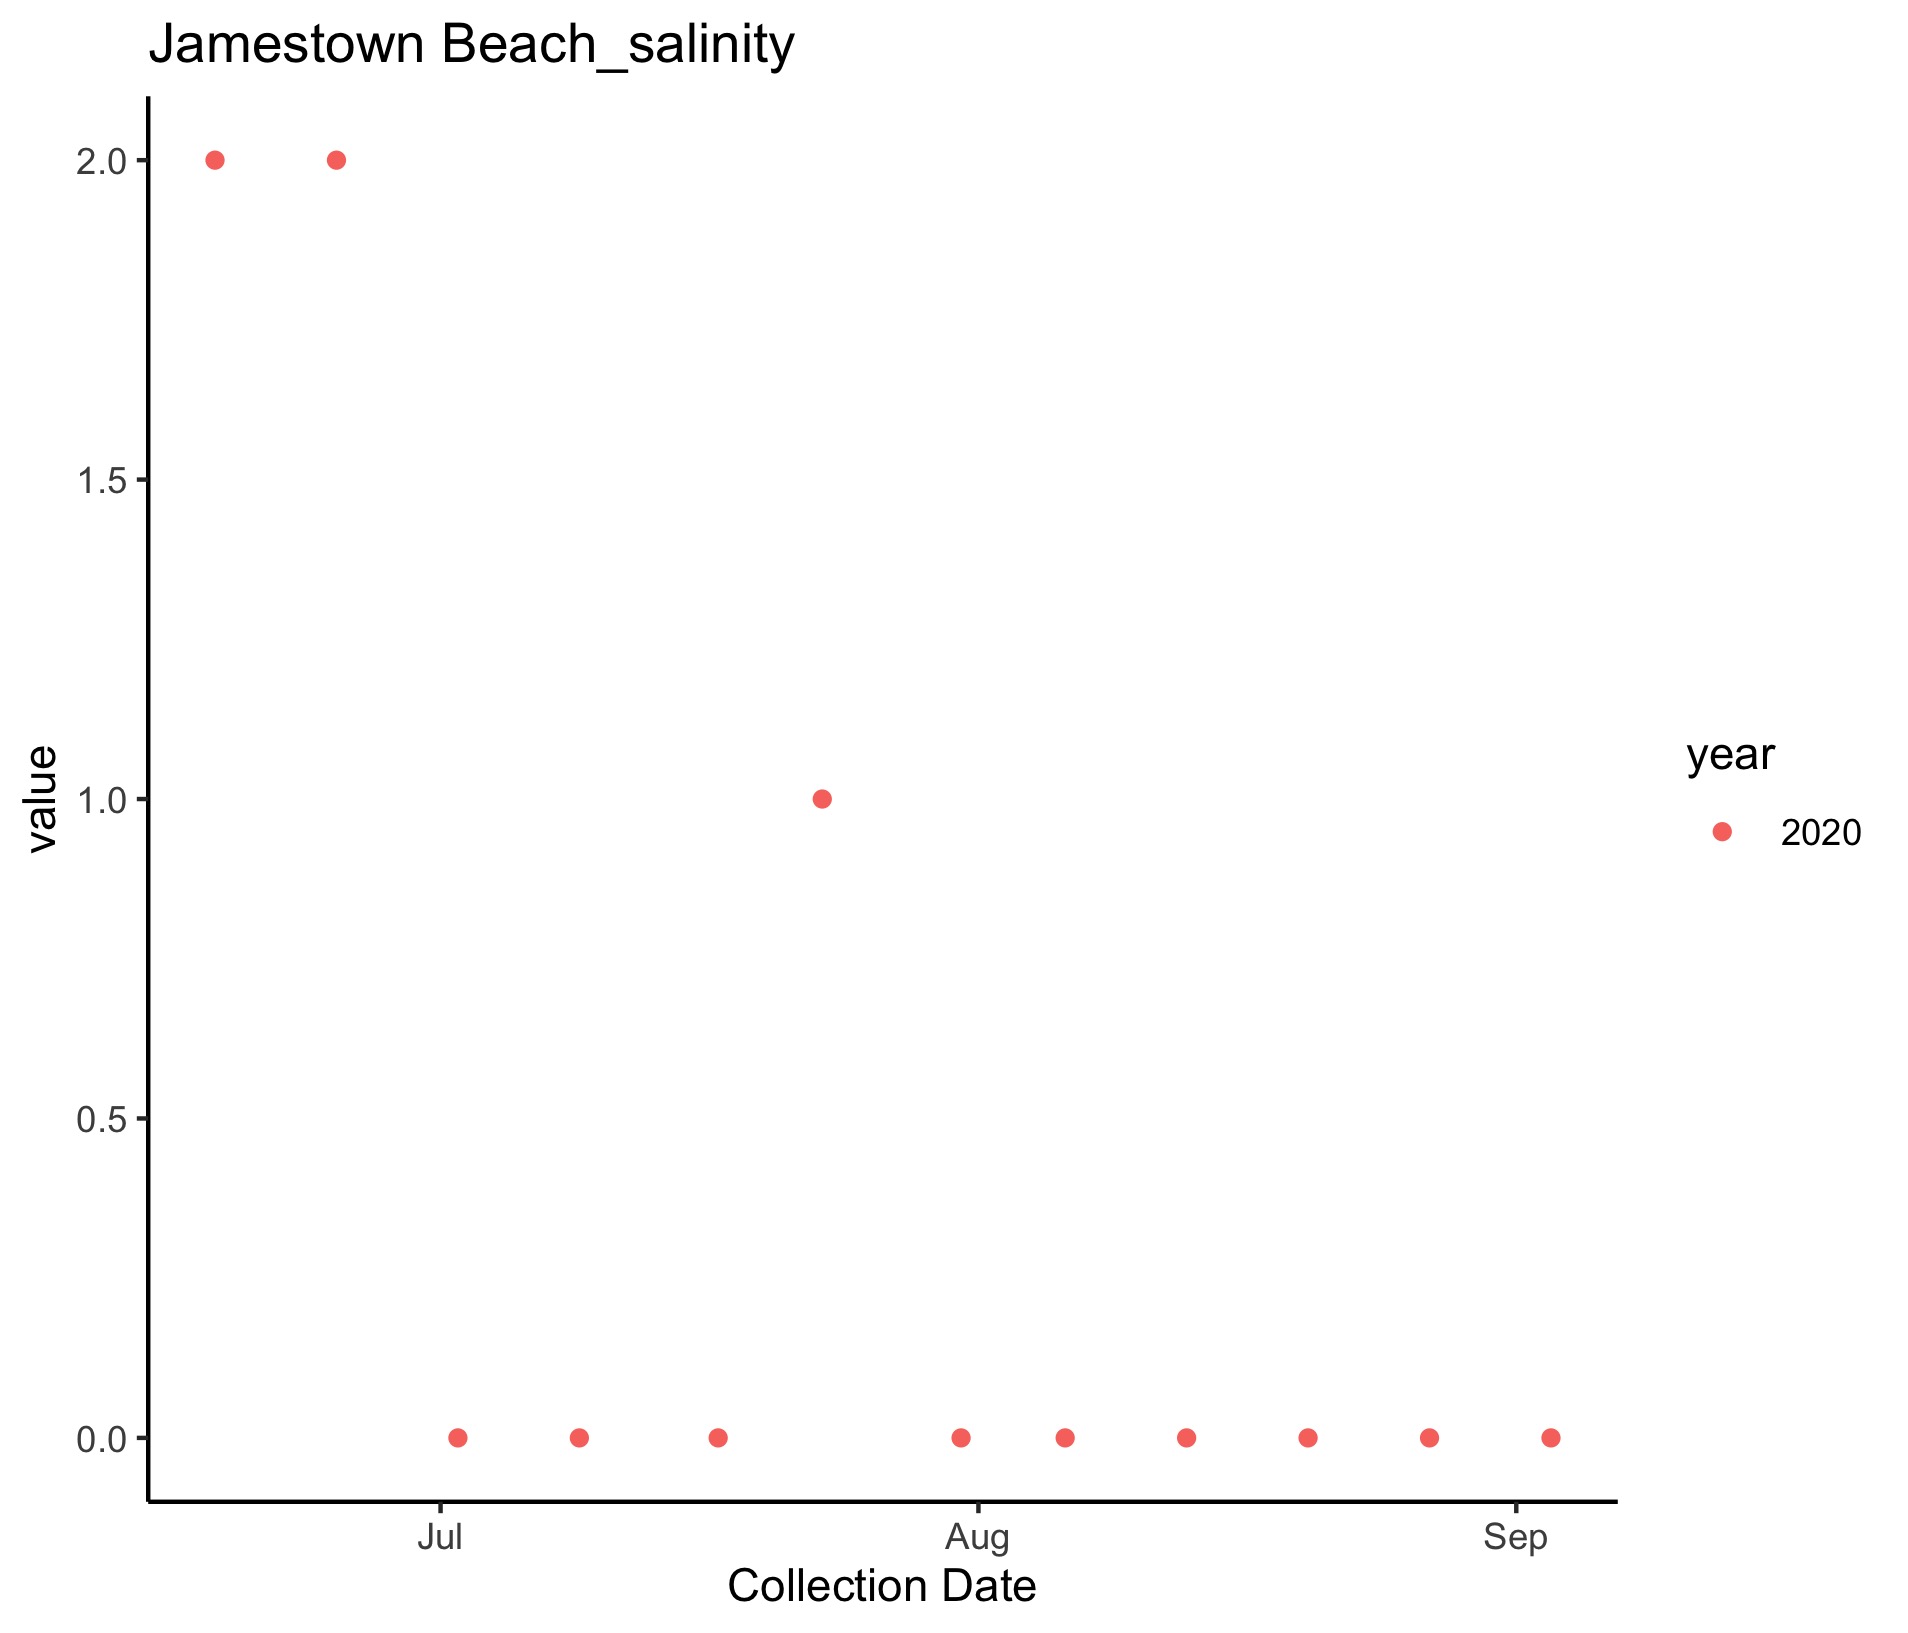 Jamestown Beach_salinity
2.0
1.5
1.0
0.5
0.0
value
Jul
Aug
Sep
Collection Date
year
2020